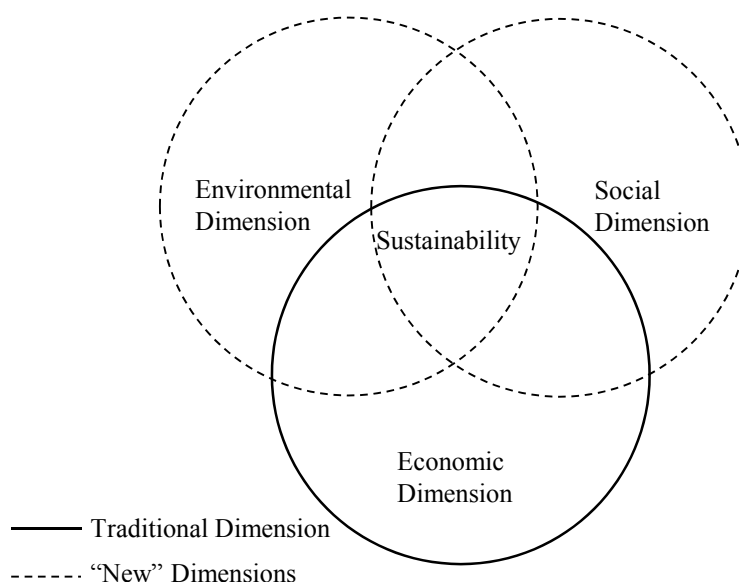 Environmental
Dimension
Social
Dimension
Sustainability
Economic
Dimension
Traditional Dimension
“New” Dimensions